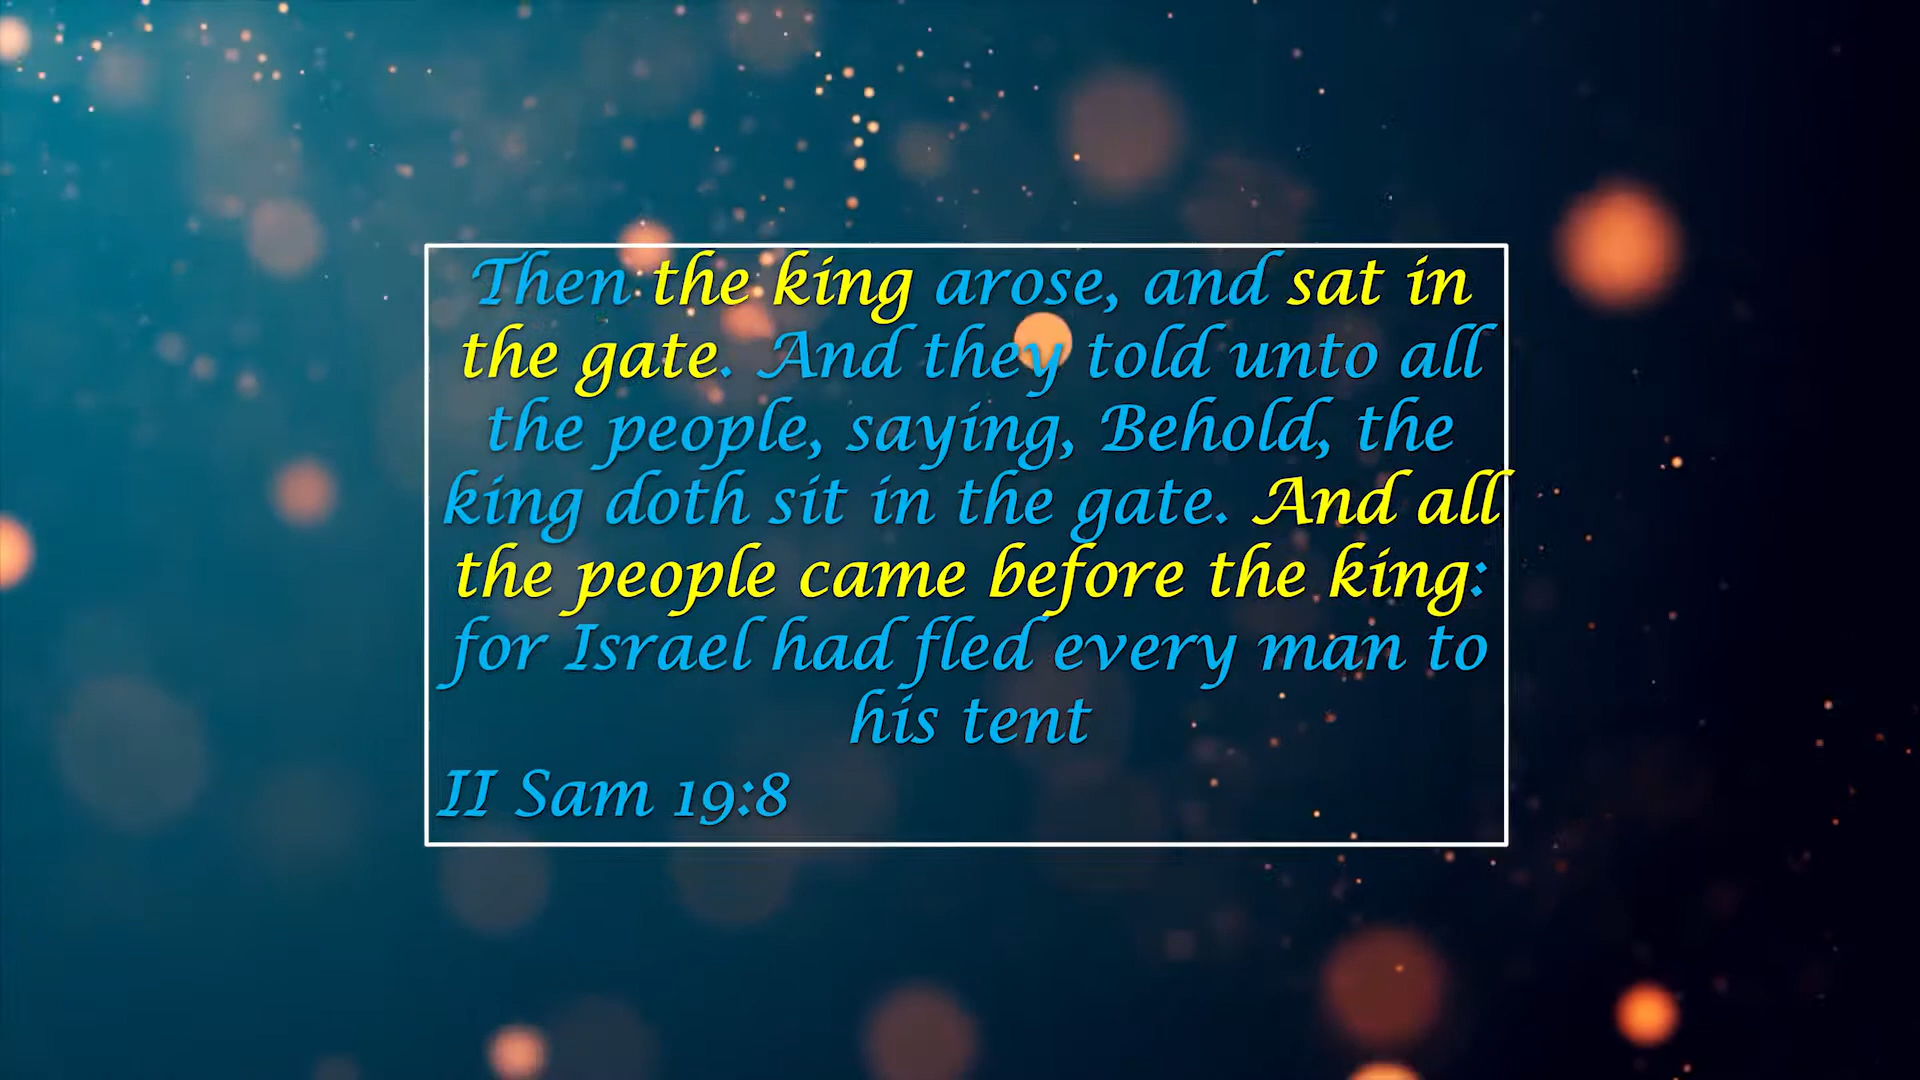 Then the king arose, and sat in
the gate. And they told unto all
the people, saying, Behold, the
king doth sit in the gate. And all
the people came before the king:
for Israel had fled every man to
his tent
II Sam 19:8